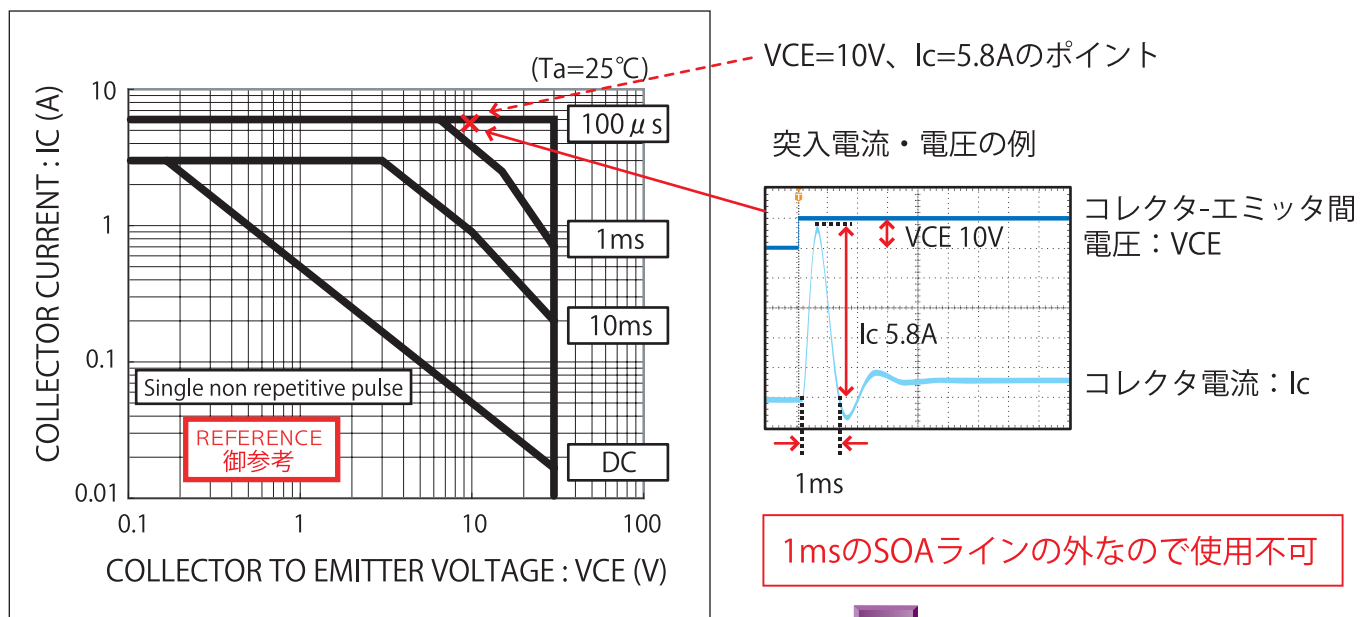 (Ta=25℃)
COLLECTOR CURRENT : IC (A)
10
1
0.1
0.01
100μs
1ms
10ms
DC
Single non repetitive pulse
REFERENCE
御参考
0.1
1
10
100
COLLECTOR TO EMITTER VOLTAGE : VCE (V)
VCE=10V、Ic=5.8Aのポイント
突入電流・電圧の例
T
VCE 10V
Ic 5.8A
コレクタ-エミッタ間
電圧：VCE
コレクタ電流：Ic
1ms
1msのSOAラインの外なので使用不可